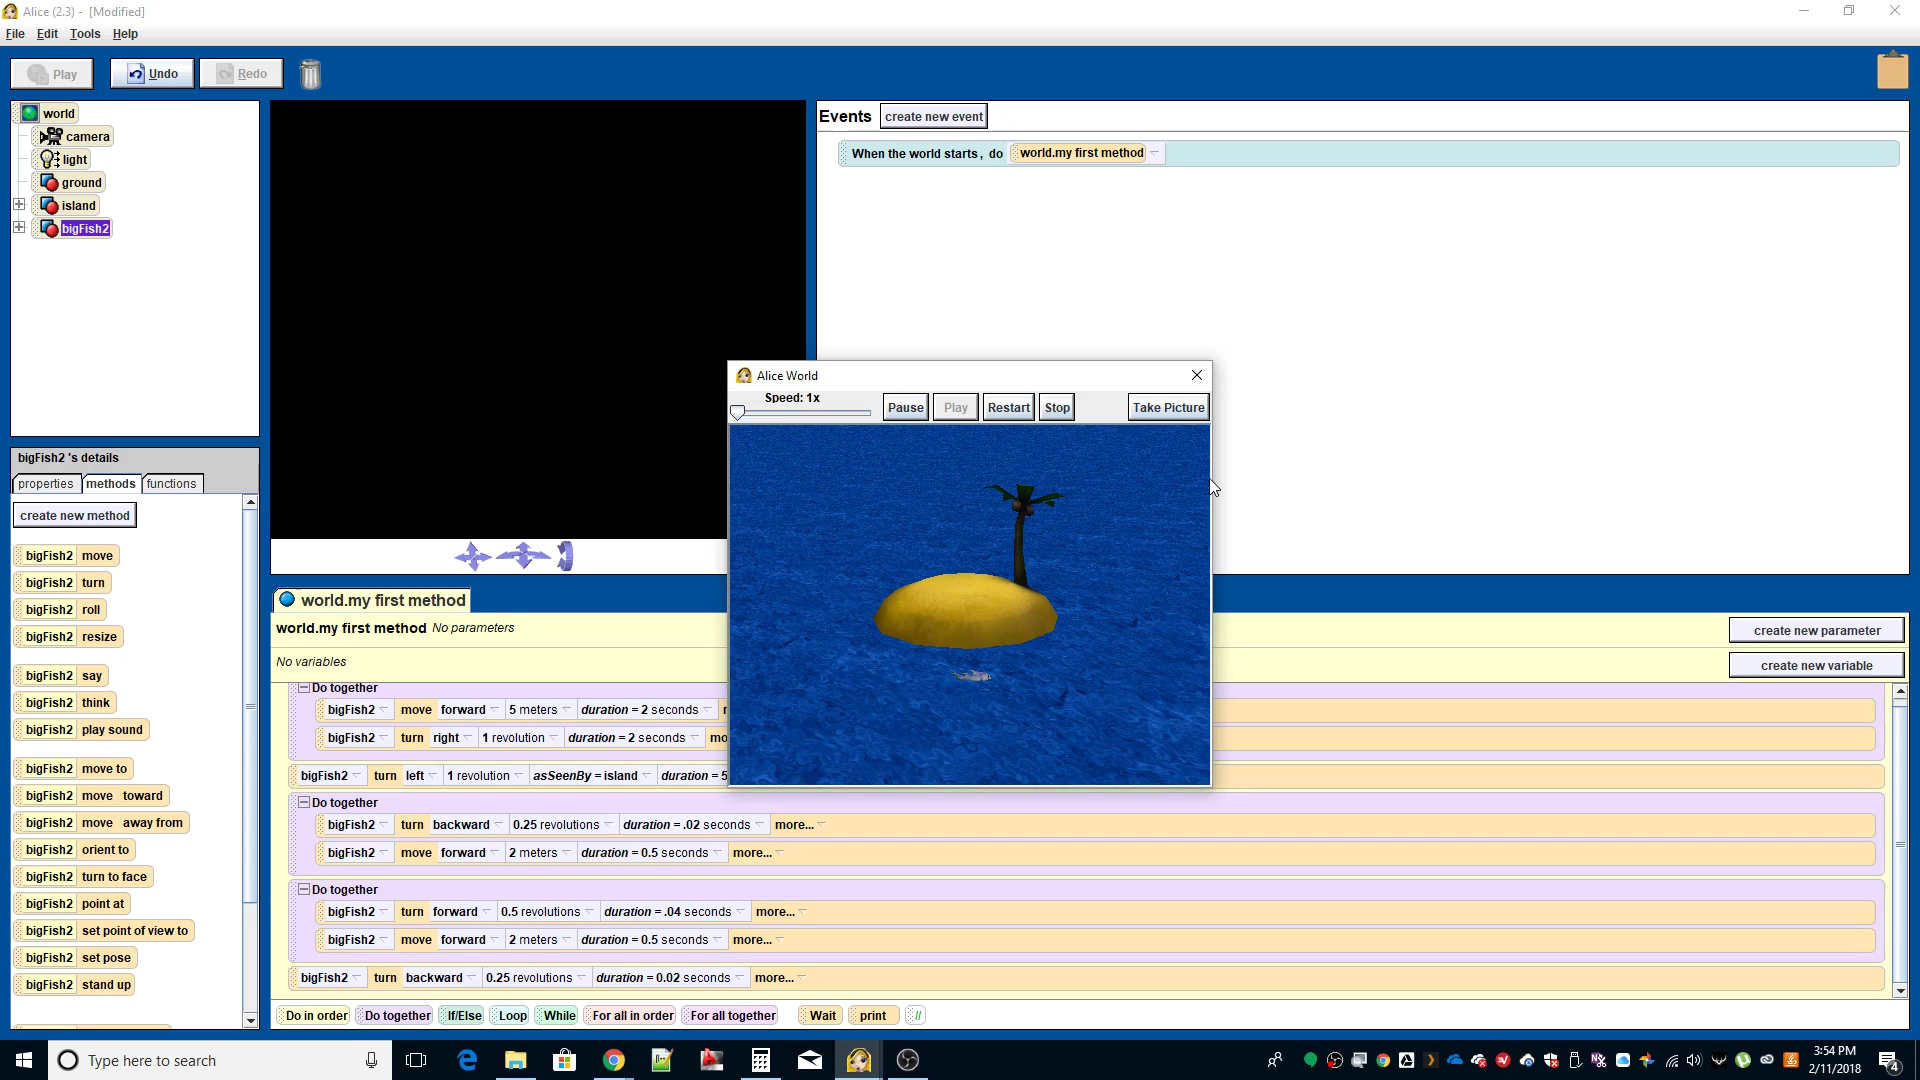 Alice (2.3) - [Modified]
File Edit Tools Help
Play Undo Redo
world
camera
light
ground
island
bigFish2
Events create new event
When the world starts, do world.my first method
Alice World
Speed: 1x
Pause Play Restart Stop Take Picture
bigFish2 's details
properties methods functions
create new method
bigFish2 move
bigFish2 turn
bigFish2 roll
bigFish2 resize
bigFish2 say
bigFish2 think
bigFish2 play sound
bigFish2 move to
bigFish2 move toward
bigFish2 move away from
bigFish2 orient to
bigFish2 turn to face
bigFish2 point at
bigFish2 set point of view to
bigFish2 set pose
bigFish2 stand up
world.my first method
world.my first method No parameters
create new parameter
No variables
create new variable
Do together
bigFish2 move forward 5 meters duration = 2 seconds
bigFish2 turn right 1 revolution duration = 2 seconds mo
bigFish2 turn left 1 revolution asSeenBy = island duration = 5
Do together
bigFish2 turn backward 0.25 revolutions duration = .02 seconds more...
bigFish2 move forward 2 meters duration = 0.5 seconds more...
Do together
bigFish2 turn forward 0.5 revolutions duration = .04 seconds more...
bigFish2 move forward 2 meters duration = 0.5 seconds more...
bigFish2 turn backward 0.25 revolutions duration = 0.02 seconds more...
Do in order Do together If/Else Loop While For all in order For all together Wait print //
Type here to search
3:54 PM
2/11/2018
4